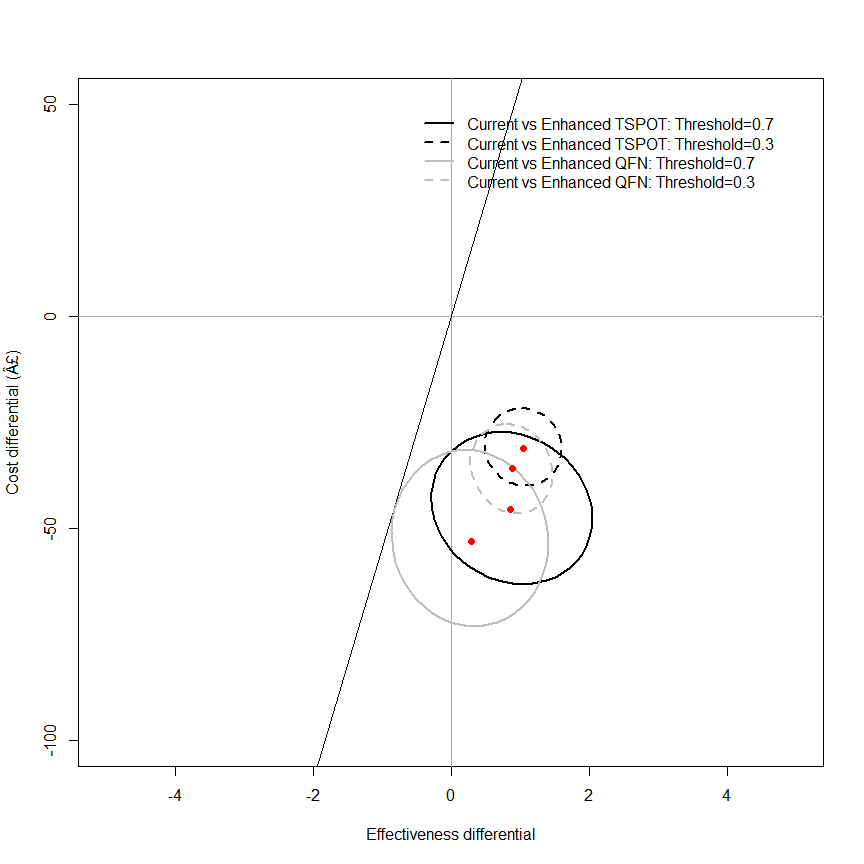 Current vs Enhanced TSPOT: Threshold=0.7
Current vs Enhanced TSPOT: Threshold=0.3
Current vs Enhanced QFN: Threshold=0.7
Current vs Enhanced QFN: Threshold=0.3
50
0
-50
-100
Cost differential (Â£)
-4
-2
0
2
4
Effectiveness differential